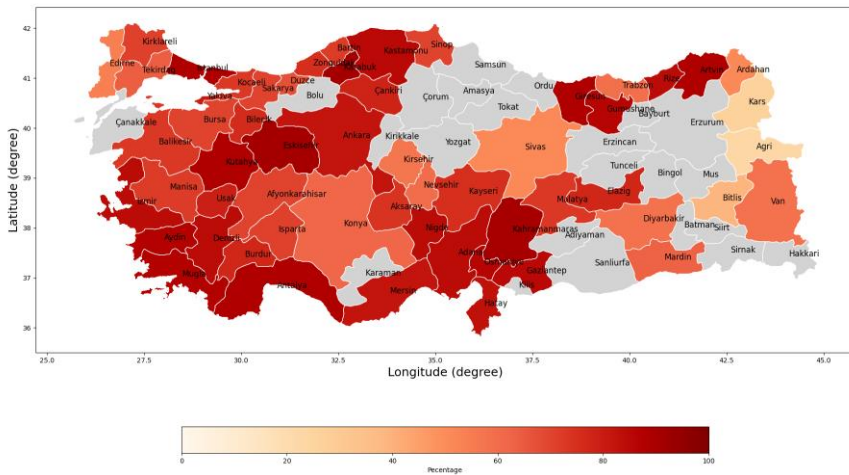 42
41
40
39
38
37
36
Latitude (degree)
Kirklareli
Edirne
Tekirdag
Istanbul
Kocaeli
Yalova
Sakarya
Duzce
Zonguldak
Bartin
Karabuk
Kastamonu
Sinop
Samsun
Bolu
Çankiri
Çorum
Amasya
Tokat
Ordu
Giresun
Gumushane
Trabzon
Rize
Artvin
Ardahan
Kars
Bayburt
Erzurum
Agri
Çanakkale
Balikesir
Bursa
Bilecik
Eskisehir
Ankara
Kirikkale
Yozgat
Kirsehir
Sivas
Erzincan
Tunceli
Bingol
Mus
Bitlis
Van
Kutahya
Manisa
Izmir
Usak
Afyonkarahisar
Konya
Aksaray
Nevsehir
Kayseri
Malatya
Elazig
Diyarbakir
Batman
Siirt
Sirnak
Hakkari
Aydin
Denizli
Isparta
Burdur
Mugla
Antalya
Karaman
Mersin
Nigde
Adana
Osmaniye
Kahramanmaras
Adiyaman
Gaziantep
Kilis
Hatay
Sanliurfa
Mardin
25.0 27.5 30.0 32.5 35.0 37.5 40.0 42.5 45.0
Longitude (degree)
0 20 40 60 80 100
Pecentage